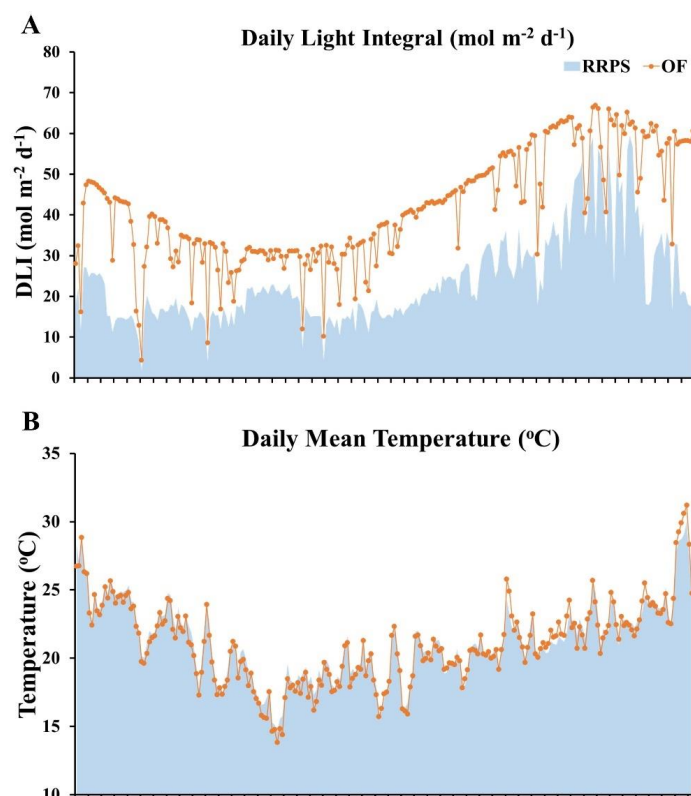 A
Daily Light Integral (mol m⁻² d⁻¹)
RRPS OF
DLI (mol m⁻² d⁻¹)
80
70
60
50
40
30
20
10
0
B
Daily Mean Temperature (ºC)
Temperature (ºC)
35
30
25
20
15
10